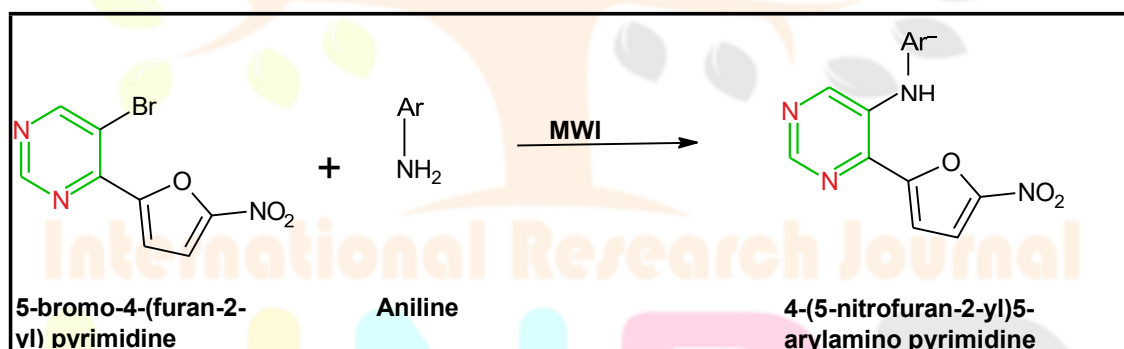 Ar⁻
NH
Br
N
N
O
NO₂
+
Ar
NH₂
MWI
N
N
O
NO₂
International Research Journal
5-bromo-4-(furan-2-
yl) pyrimidine
Aniline
4-(5-nitrofuran-2-yl)5-
arylamino pyrimidine